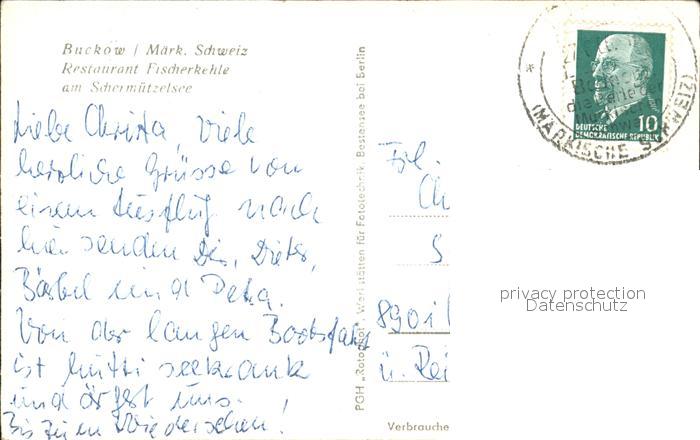 Buckow / Märk. Schweiz
Restaurant Fischerkehle
am Schermützelsee
Liebe Christa, viele
herzliche Grüsse von
einem Ausflug nach
hier senden Dir, Dieter,
Bärbel und Petra.
Von der langen Bootsfahrt
ist Mutti seekrank
und ärgert uns.
Bis zum Wiedersehen!
PGH „Rotophot" Werkstätten für Fototechnik, Bestensee bei Berlin
10
DEUTSCHE
DEMOKRATISCHE REPUBLIK
(MÄRKISCHE SCHWEIZ)
Frl.
Ch
S
8901
ü. Rei
privacy protection
Datenschutz
Verbrauche